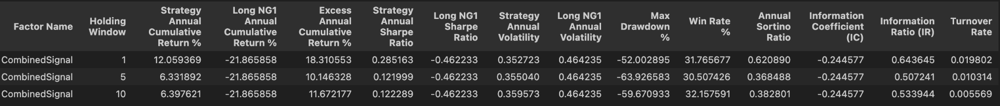 Factor Name Holding Window Strategy Annual Cumulative Return % Long NG1 Annual Cumulative Return % Excess Annual Cumulative Return % Strategy Annual Sharpe Ratio Long NG1 Sharpe Ratio Strategy Annual Volatility Long NG1 Annual Volatility Max Drawdown % Win Rate % Annual Sortino Ratio Information Coefficient (IC) Information Ratio (IR) Turnover Rate
CombinedSignal 1 12.059369 -21.865858 18.310553 0.285163 -0.462233 0.352723 0.464235 -52.002895 31.765677 0.620890 -0.244577 0.643645 0.019802
CombinedSignal 5 6.331892 -21.865858 10.146328 0.121999 -0.462233 0.355040 0.464235 -63.926583 30.507426 0.368488 -0.244577 0.507241 0.010314
CombinedSignal 10 6.397621 -21.865858 11.672177 0.122289 -0.462233 0.359573 0.464235 -59.670933 32.157591 0.382801 -0.244577 0.533944 0.005569